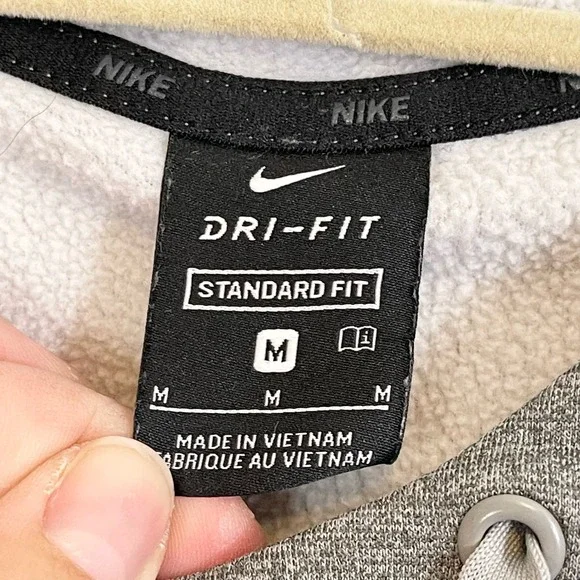 NIKE
NIKE
DRI-FIT
STANDARD FIT
M
M M M
MADE IN VIETNAM
ABRIQUE AU VIETNAM